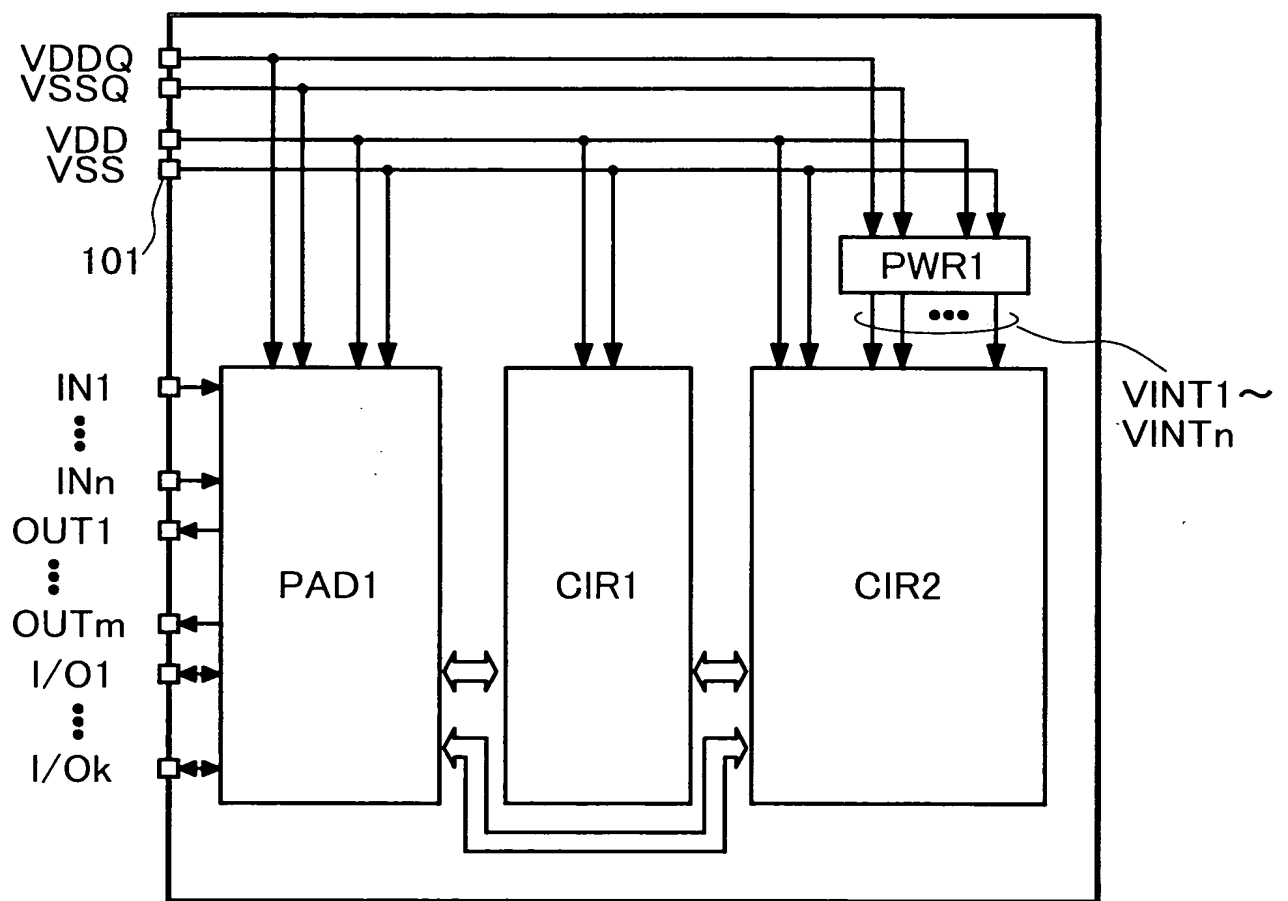 VDDQ
VSSQ
VDD
VSS
101
PWR1
VINT1～
VINTn
IN1
INn
OUT1
OUTm
I/O1
I/Ok
PAD1
CIR1
CIR2